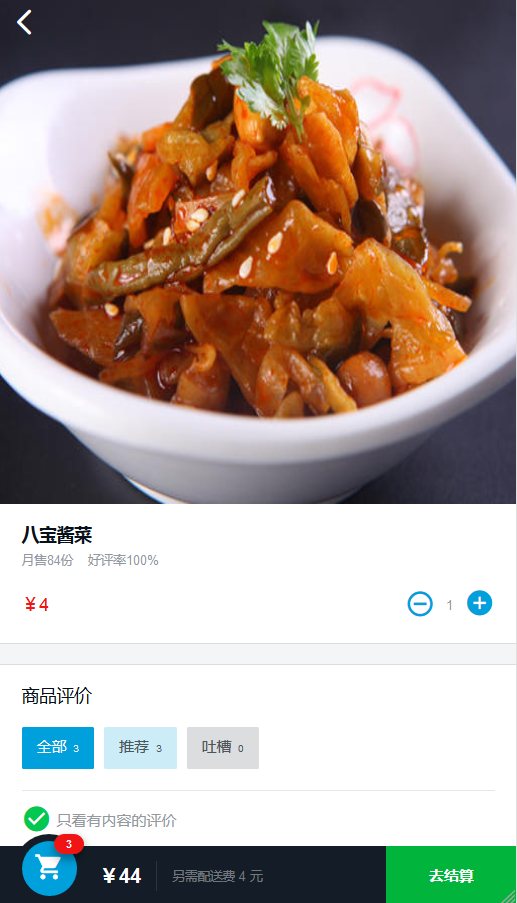 八宝酱菜
月售84份 好评率100%
￥4 1
商品评价
全部 3 推荐 3 吐槽 0
只看有内容的评价
3
￥44 另需配送费 4 元 去结算